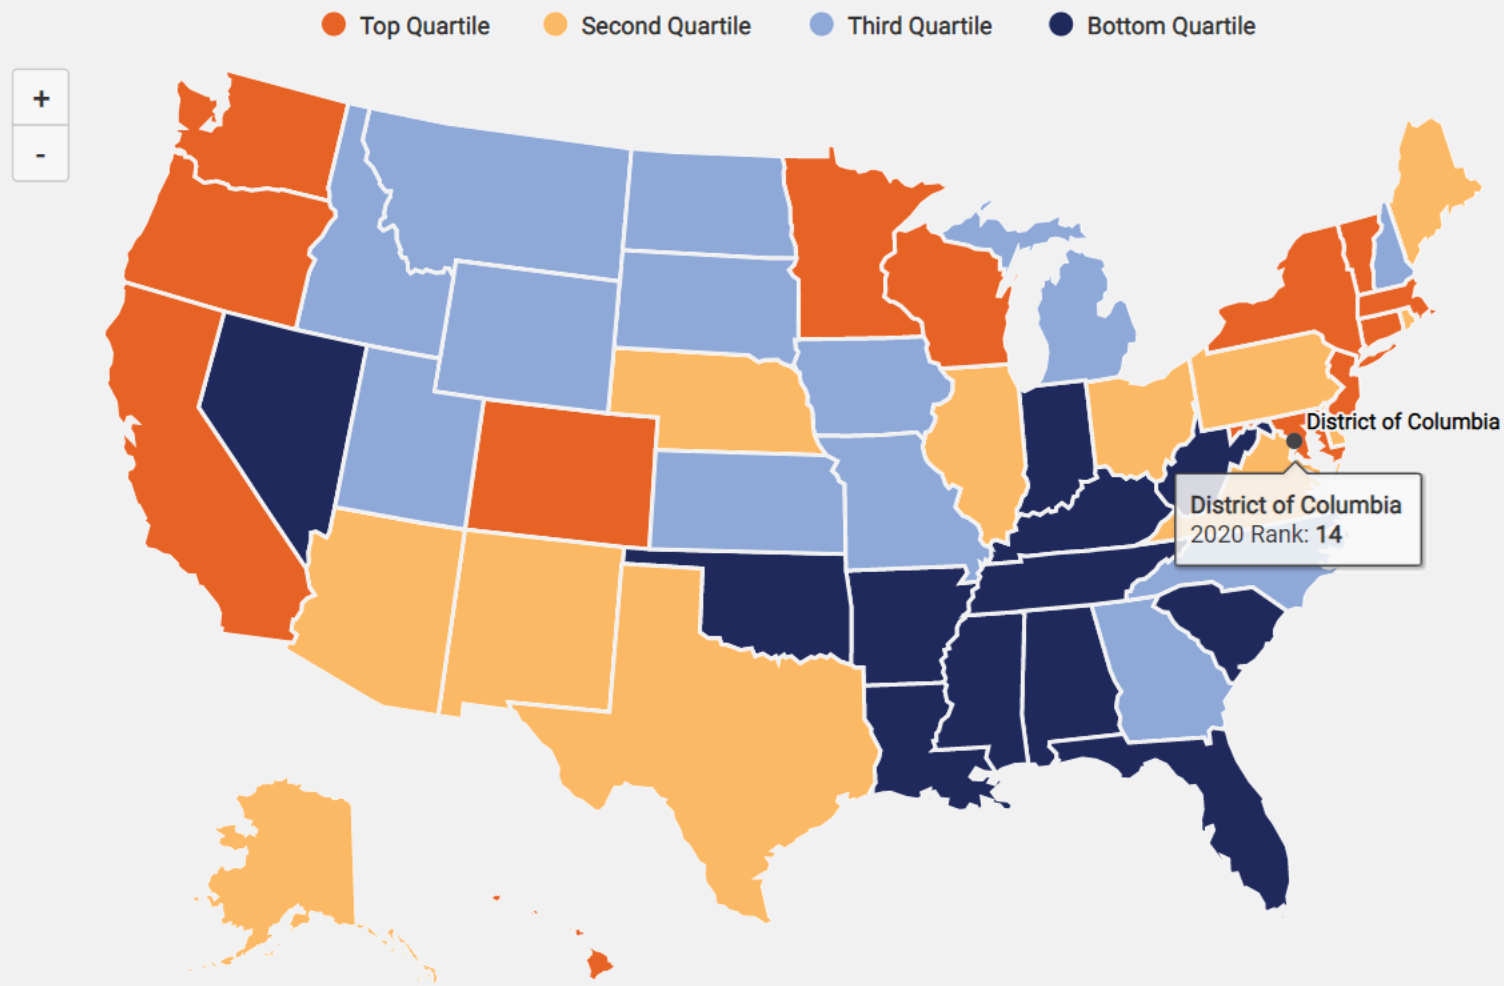 Top Quartile
Second Quartile
Third Quartile
Bottom Quartile
+
-
District of Columbia
District of Columbia
2020 Rank: 14